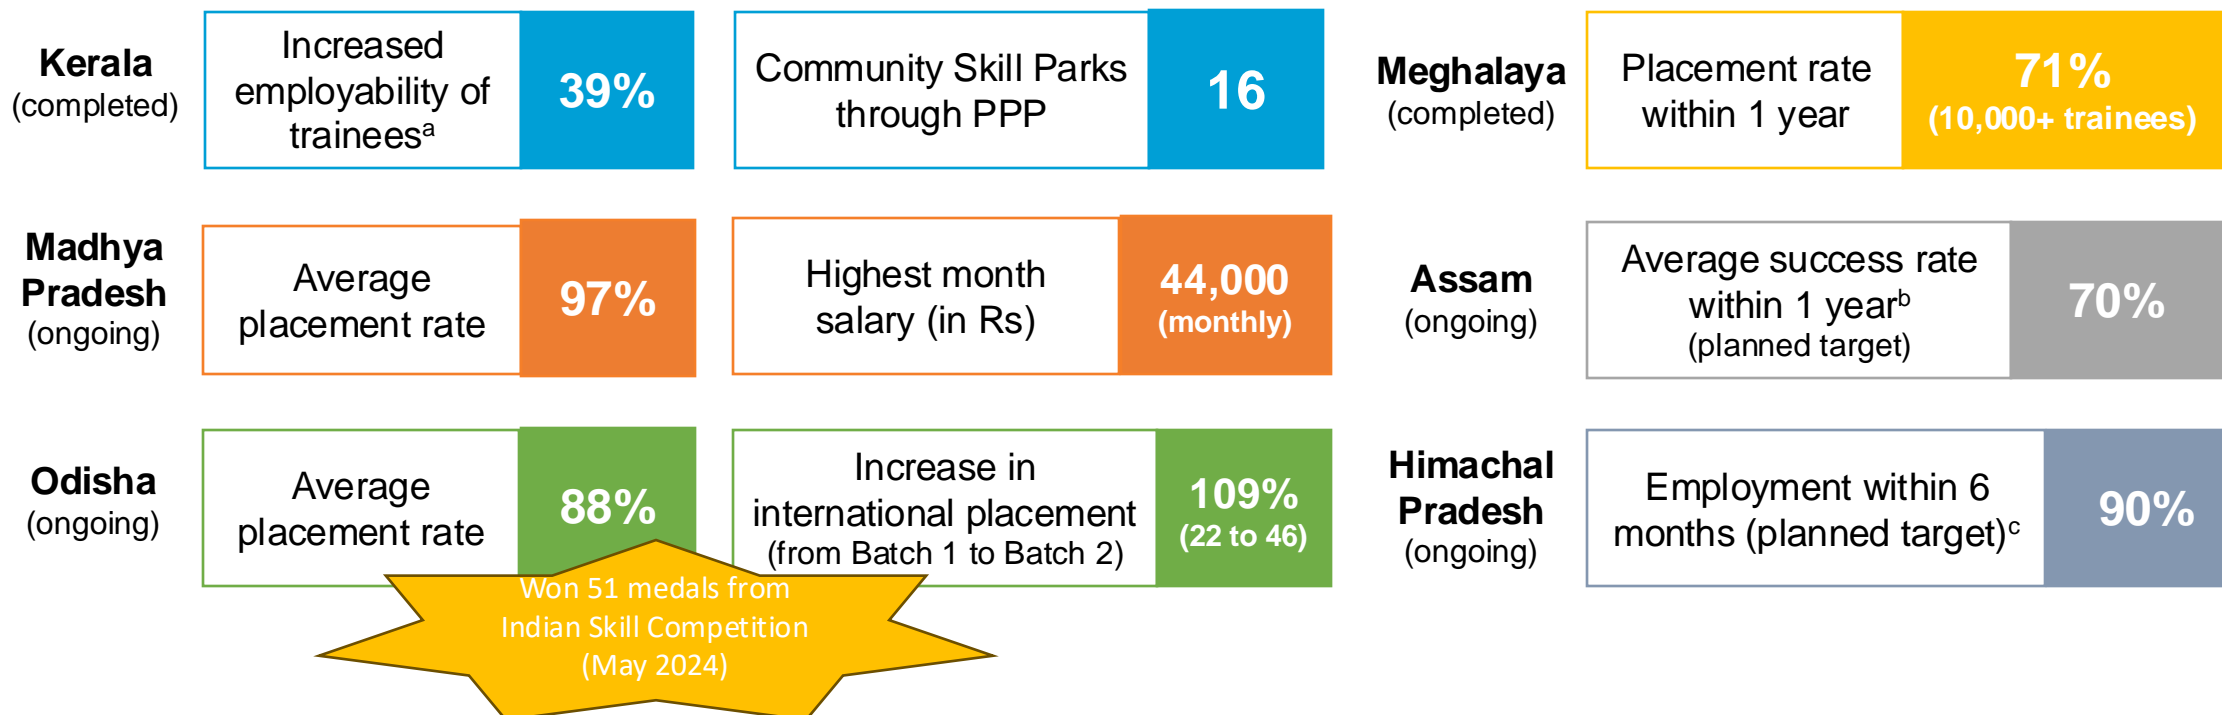 Kerala
(completed)
Increased
employability of
traineesᵃ
39%
Community Skill Parks
through PPP
16
Meghalaya
(completed)
Placement rate
within 1 year
71%
(10,000+ trainees)
Madhya
Pradesh
(ongoing)
Average
placement rate
97%
Highest month
salary (in Rs)
44,000
(monthly)
Assam
(ongoing)
Average success rate
within 1 yearᵇ
(planned target)
70%
Odisha
(ongoing)
Average
placement rate
88%
Increase in
international placement
(from Batch 1 to Batch 2)
109%
(22 to 46)
Himachal
Pradesh
(ongoing)
Employment within 6
months (planned target)ᶜ
90%
Won 51 medals from
Indian Skill Competition
(May 2024)